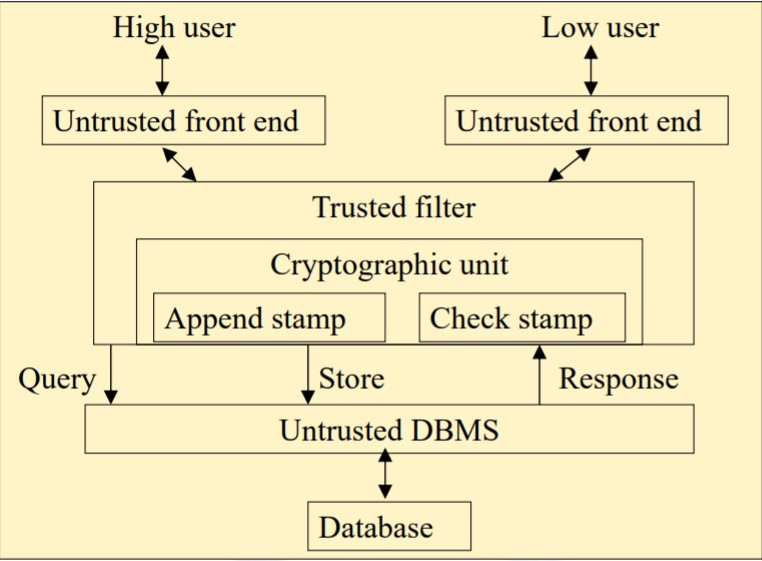 High user
Low user
Untrusted front end
Untrusted front end
Trusted filter
Cryptographic unit
Append stamp
Check stamp
Query
Store
Response
Untrusted DBMS
Database